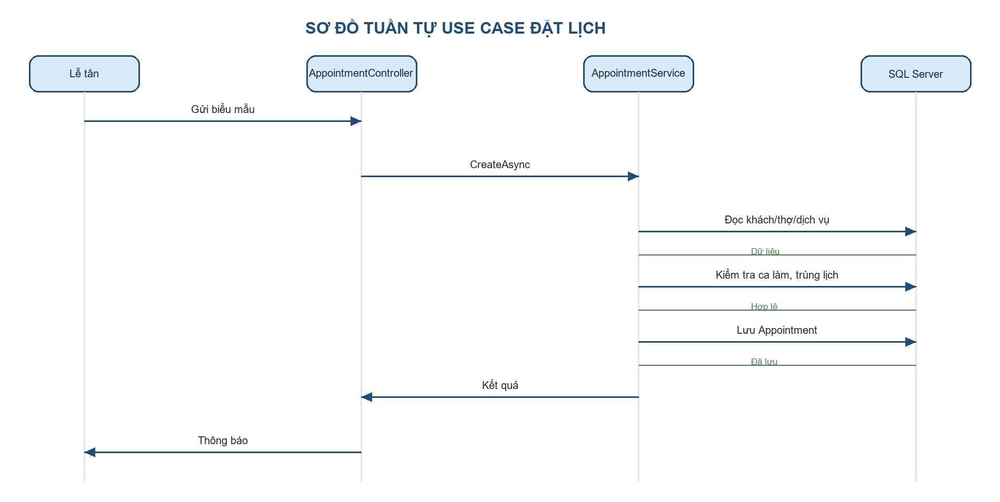 SƠ ĐỒ TUẦN TỰ USE CASE ĐẶT LỊCH
Lễ tân
AppointmentController
AppointmentService
SQL Server
Gửi biểu mẫu
CreateAsync
Đọc khách/thợ/dịch vụ
Dữ liệu
Kiểm tra ca làm, trùng lịch
Hợp lệ
Lưu Appointment
Đã lưu
Kết quả
Thông báo